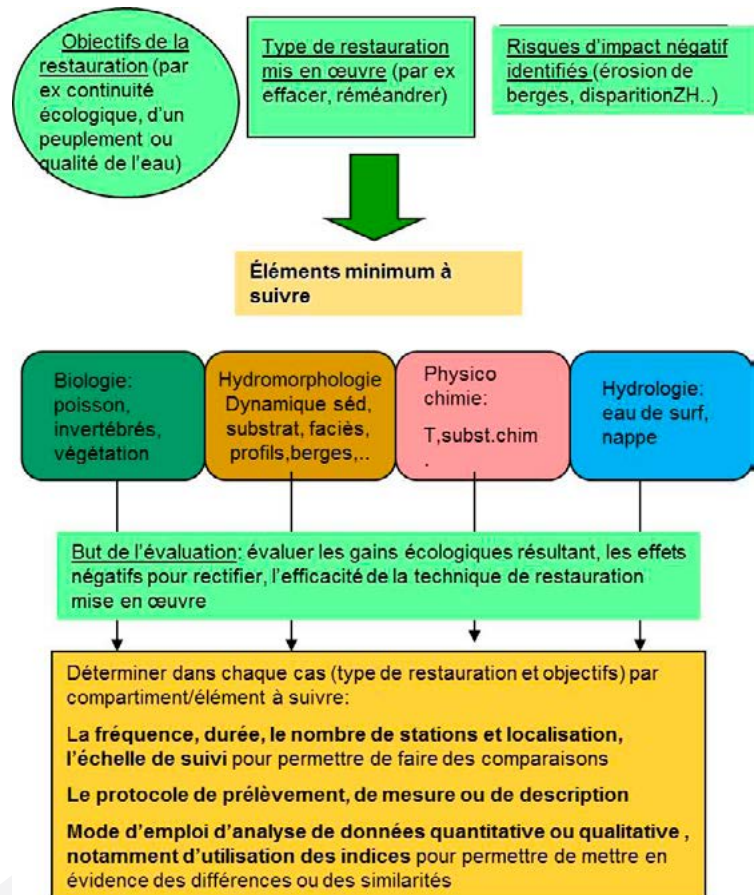 Objectifs de la
restauration (par
ex continuité
écologique, d'un
peuplement ou
qualité de l'eau)
Type de restauration
mis en œuvre (par ex
effacer, réméandrer)
Risques d'impact négatif
identifiés (érosion de
berges, disparitionZH..)
Éléments minimum à
suivre
Biologie:
poisson,
invertébrés,
végétation
Hydromorphologie
Dynamique séd,
substrat, faciès,
profils,berges,..
Physico
chimie:
T,subst.chim
.
Hydrologie:
eau de surf,
nappe
But de l'évaluation: évaluer les gains écologiques résultant, les effets
négatifs pour rectifier, l'efficacité de la technique de restauration
mise en œuvre
Déterminer dans chaque cas (type de restauration et objectifs) par
compartiment/élément à suivre:
La fréquence, durée, le nombre de stations et localisation,
l'échelle de suivi pour permettre de faire des comparaisons
Le protocole de prélèvement, de mesure ou de description
Mode d'emploi d'analyse de données quantitative ou qualitative ,
notamment d'utilisation des indices pour permettre de mettre en
évidence des différences ou des similarités